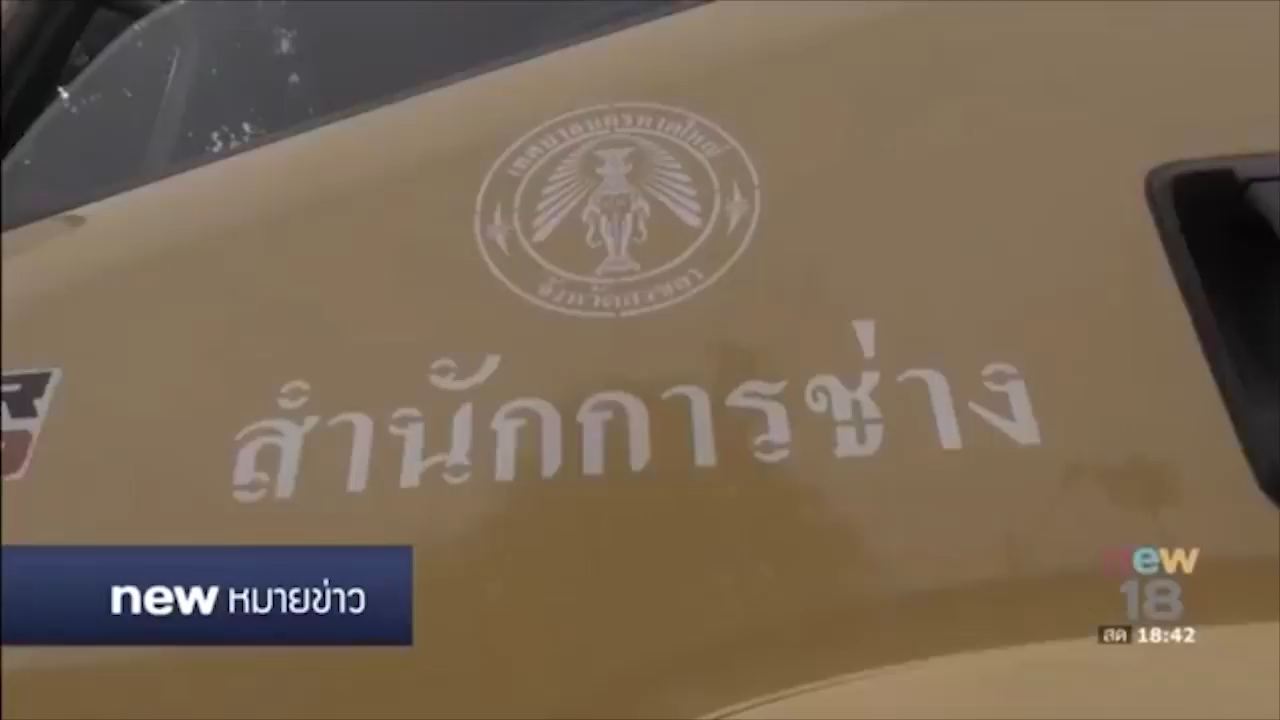 เทศบาลนครหาดใหญ่
จังหวัดสงขลา
สำนักการช่าง
new หมายข่าว
new
18
สด 18:42